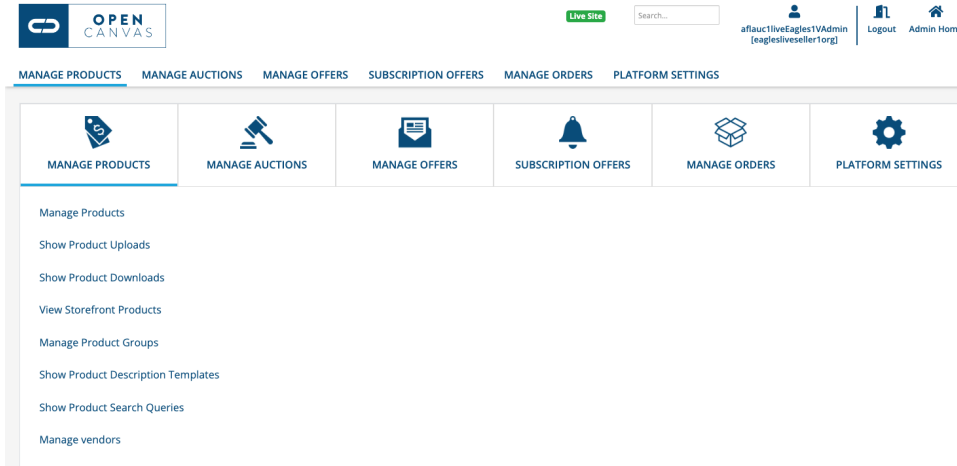 OPEN
CANVAS
Live Site
Search...
aflauc1liveEagles1VAdmin
[eaglesliveseller1org]
Logout
Admin Hom
MANAGE PRODUCTS MANAGE AUCTIONS MANAGE OFFERS SUBSCRIPTION OFFERS MANAGE ORDERS PLATFORM SETTINGS
MANAGE PRODUCTS
MANAGE AUCTIONS
MANAGE OFFERS
SUBSCRIPTION OFFERS
MANAGE ORDERS
PLATFORM SETTINGS
Manage Products
Show Product Uploads
Show Product Downloads
View Storefront Products
Manage Product Groups
Show Product Description Templates
Show Product Search Queries
Manage vendors